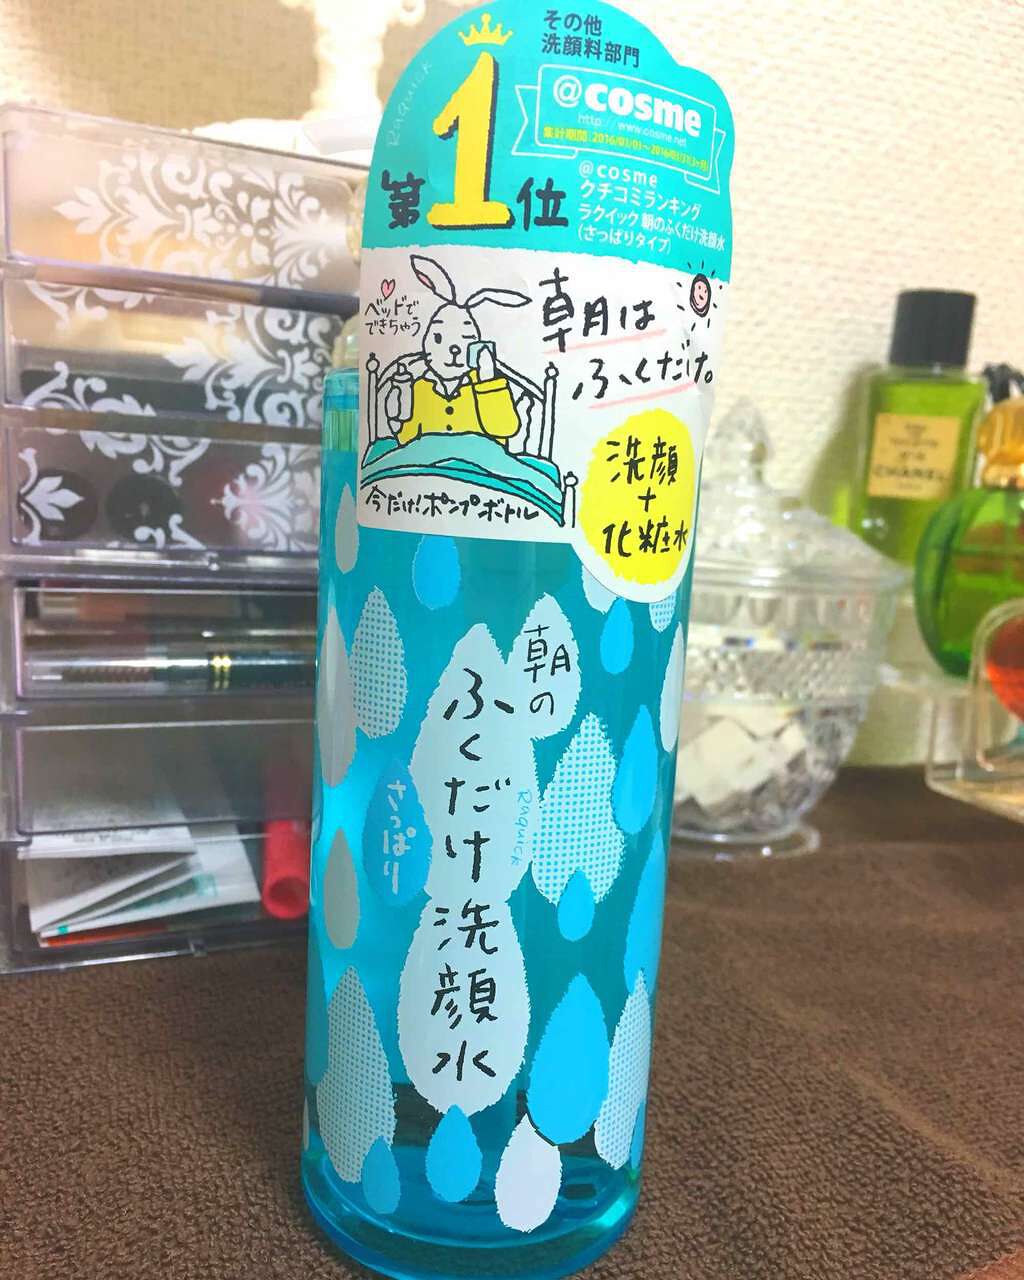 その他
洗顔料部門
@cosme
http://www.cosme.net
Raquick
第1位
@cosme
クチコミランキング
ラクイック 朝のふくだけ洗顔水
(さっぱりタイプ)
ベッドで
できちゃう
朝は
ふくだけ。
今だけ!ポンプボトル
洗顔
+
化粧水
朝の
ふくだけ洗顔水
Raquick
さっぱり
CHANEL